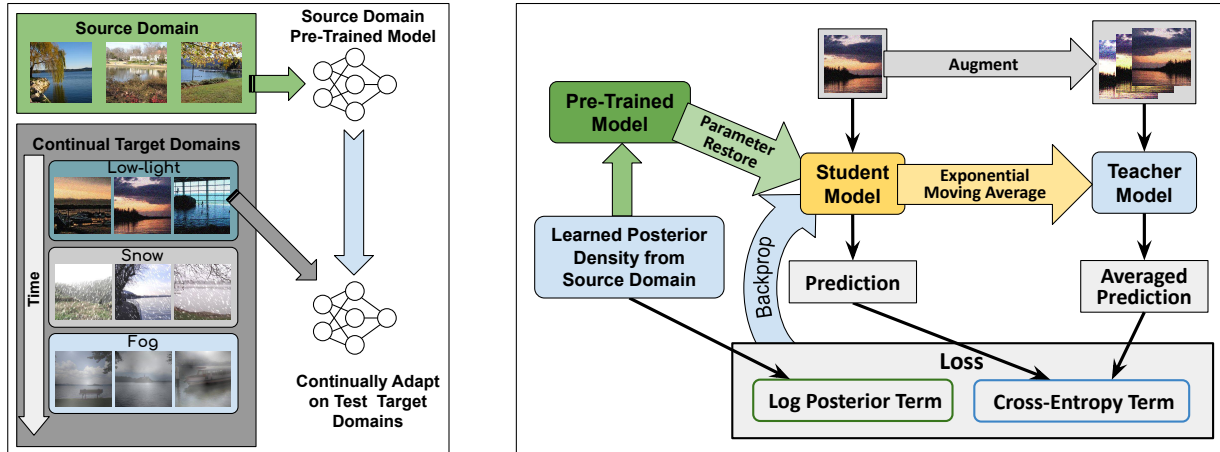 Source Domain
Source Domain
Pre-Trained Model
Continual Target Domains
Low-light
Snow
Fog
Time
Continually Adapt
on Test Target
Domains
Augment
Pre-Trained
Model
Parameter
Restore
Student
Model
Exponential
Moving Average
Teacher
Model
Learned Posterior
Density from
Source Domain
Backprop
Prediction
Averaged
Prediction
Loss
Log Posterior Term
Cross-Entropy Term